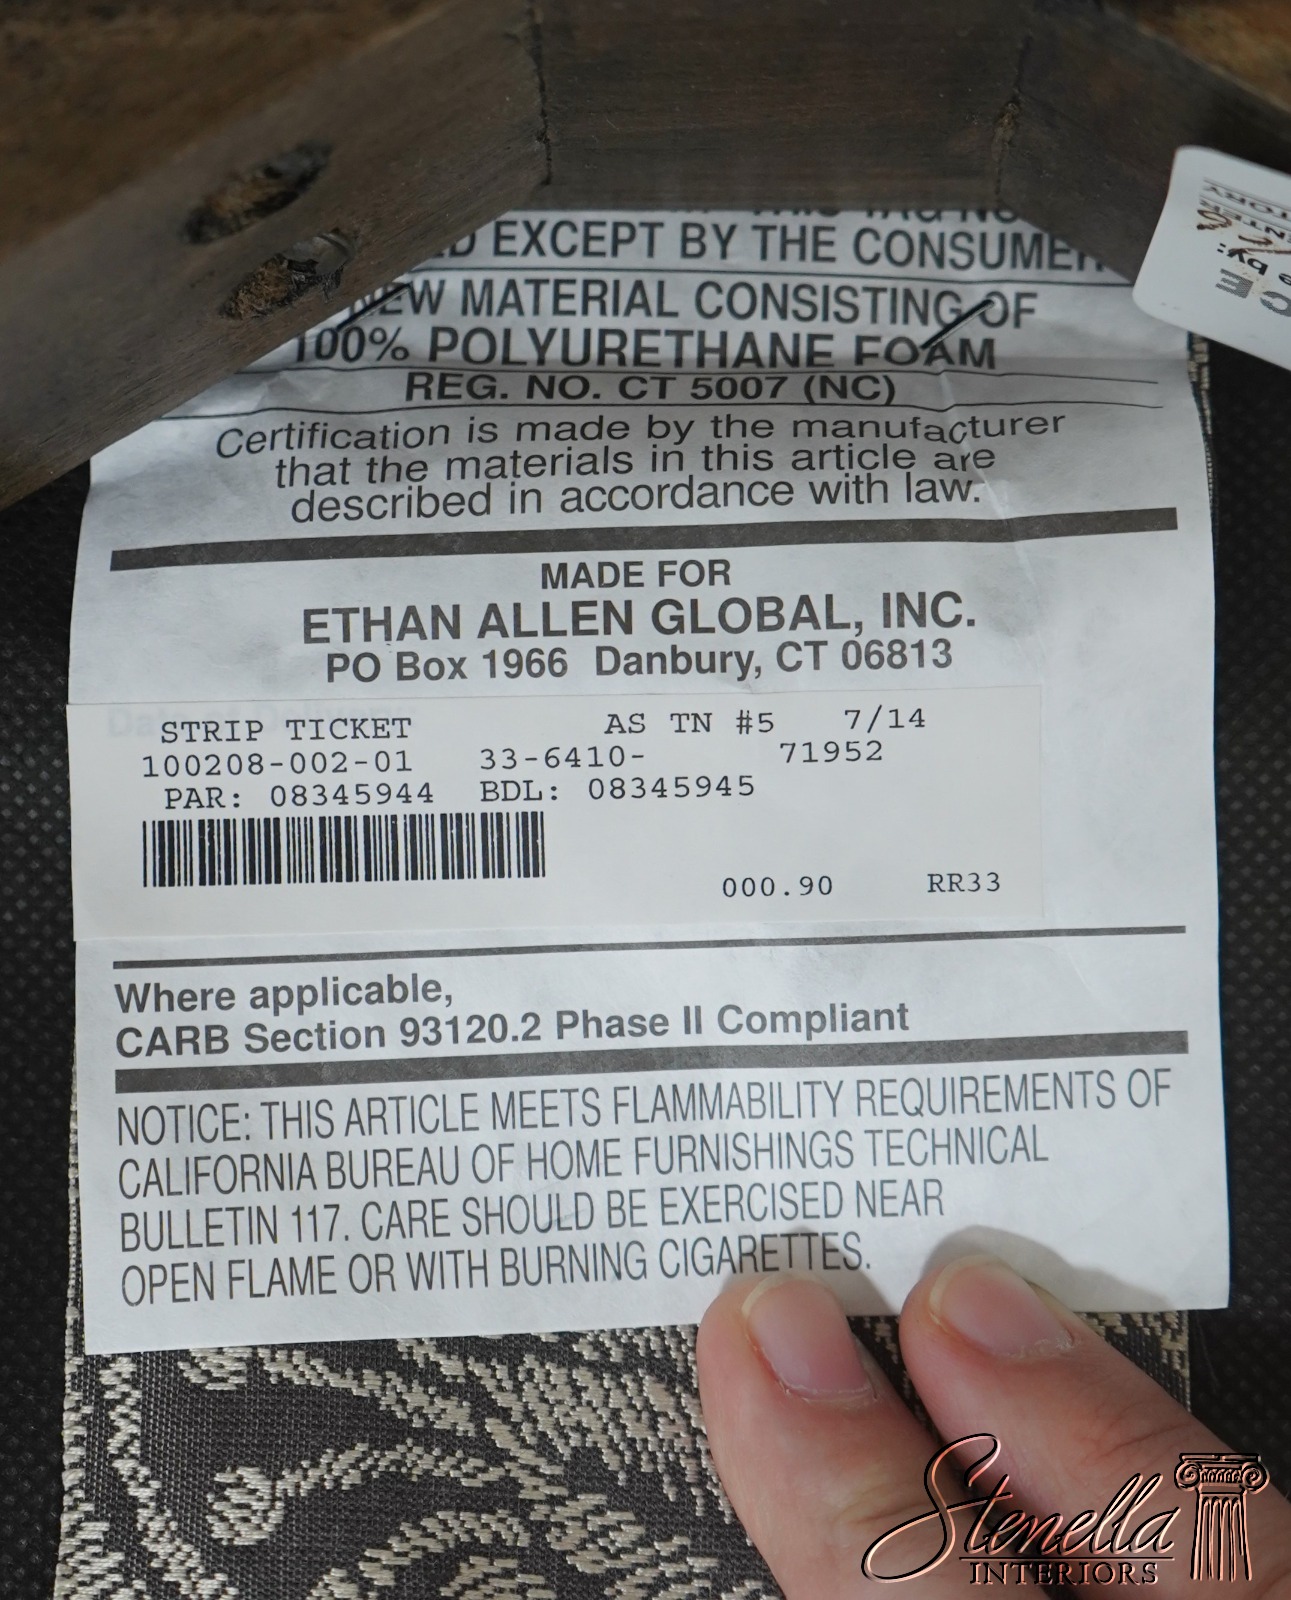 THIS TAG NO
D EXCEPT BY THE CONSUMER
NEW MATERIAL CONSISTING OF
100% POLYURETHANE FOAM
REG. NO. CT 5007 (NC)
Certification is made by the manufacturer
that the materials in this article are
described in accordance with law.
MADE FOR
ETHAN ALLEN GLOBAL, INC.
PO Box 1966 Danbury, CT 06813
STRIP TICKET AS TN #5 7/14
100208-002-01 33-6410- 71952
PAR: 08345944 BDL: 08345945
000.90 RR33
Where applicable,
CARB Section 93120.2 Phase II Compliant
NOTICE: THIS ARTICLE MEETS FLAMMABILITY REQUIREMENTS OF
CALIFORNIA BUREAU OF HOME FURNISHINGS TECHNICAL
BULLETIN 117. CARE SHOULD BE EXERCISED NEAR
OPEN FLAME OR WITH BURNING CIGARETTES.
Stenella
INTERIORS